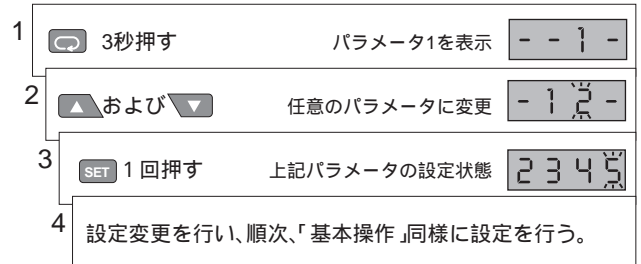 1 3秒押す パラメータ1を表示 - - 1 -
2 および 任意のパラメータに変更 - 1 2 -
3 SET 1回押す 上記パラメータの設定状態 2 3 4 5
4 設定変更を行い、順次、「基本操作」同様に設定を行う。